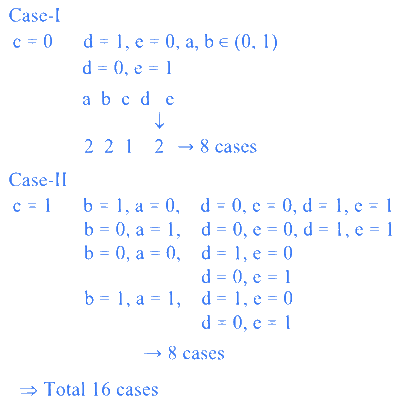 Case-I
c = 0 d = 1, e = 0, a, b ∈ (0, 1)
d = 0, e = 1
a b c d e
↓
2 2 1 2 → 8 cases
Case-II
c = 1 b = 1, a = 0, d = 0, e = 0, d = 1, e = 1
b = 0, a = 1, d = 0, e = 0, d = 1, e = 1
b = 0, a = 0, d = 1, e = 0
d = 0, e = 1
b = 1, a = 1, d = 1, e = 0
d = 0, e = 1
→ 8 cases
⇒ Total 16 cases